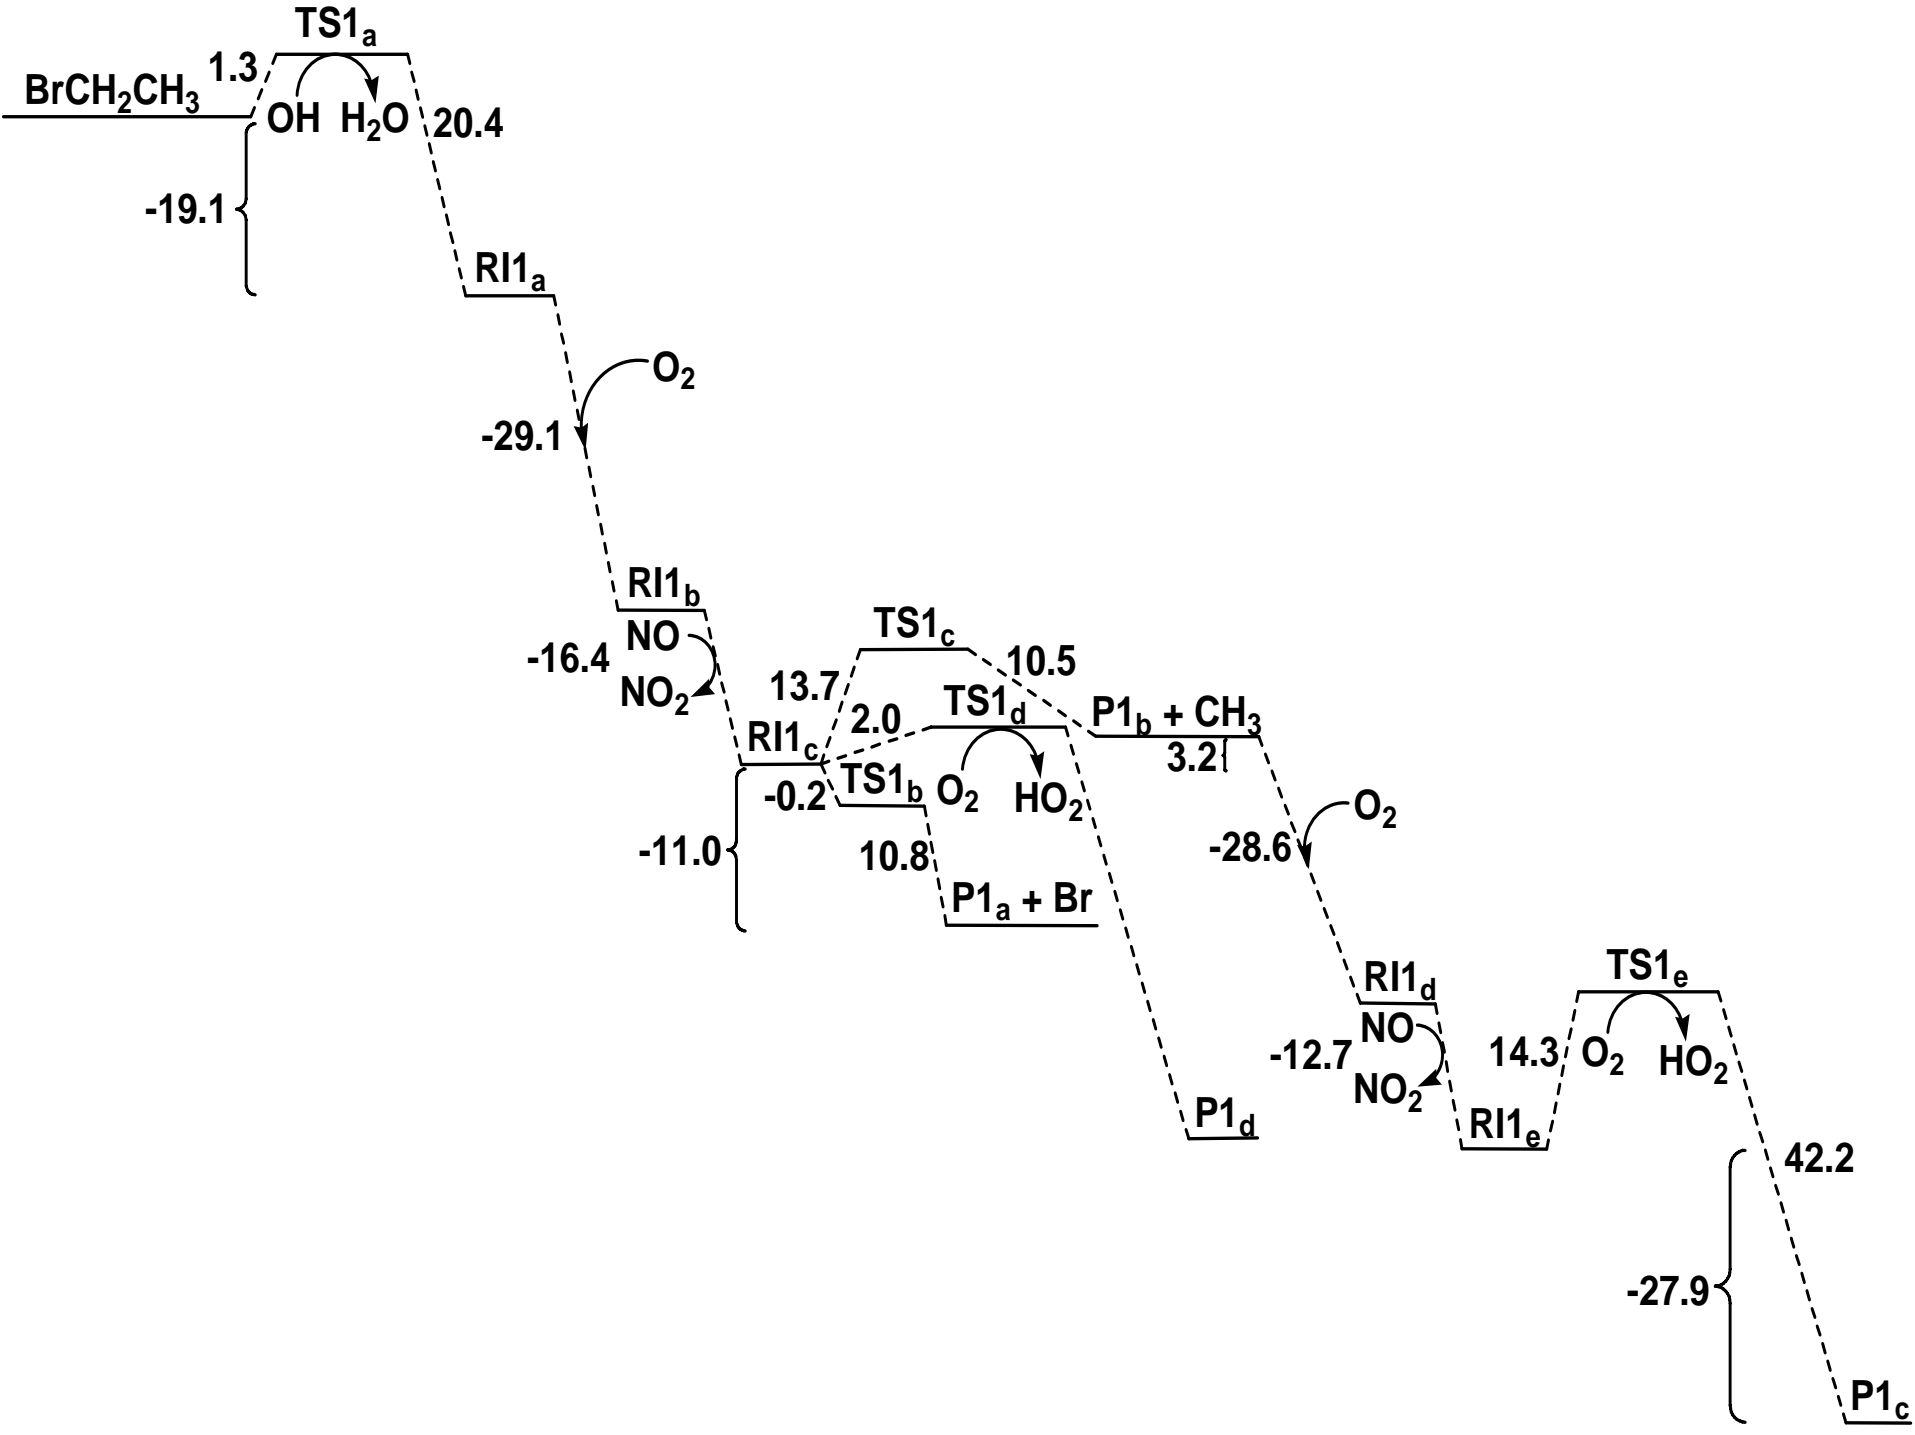 TS1a
1.3
BrCH2CH3
OH H2O
20.4
-19.1
RI1a
O2
-29.1
RI1b
NO
-16.4
NO2
TS1c
10.5
13.7
TS1d
2.0
P1b + CH3
RI1c
3.2
TS1b
O2 HO2
-0.2
O2
-11.0
10.8
-28.6
P1a + Br
TS1e
RI1d
NO
-12.7
14.3
O2 HO2
NO2
P1d
RI1e
42.2
-27.9
P1c